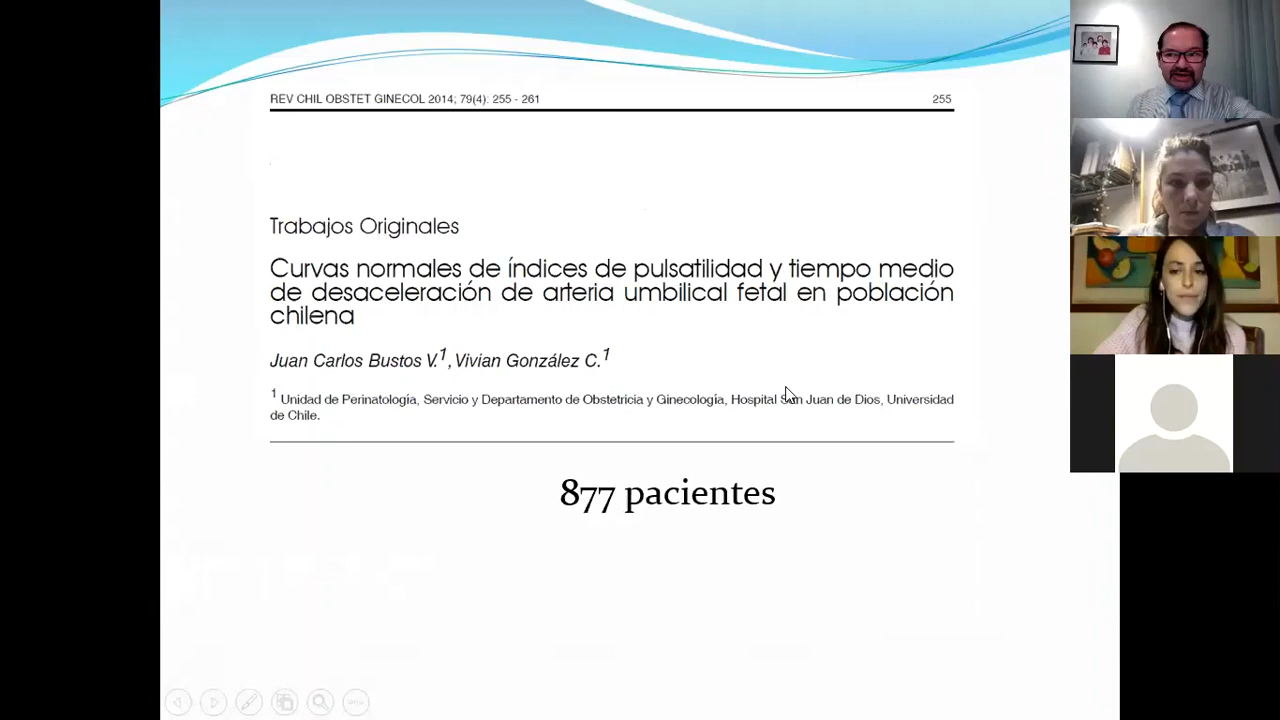 REV CHIL OBSTET GINECOL 2014; 79(4): 255 - 261 255
Trabajos Originales
Curvas normales de índices de pulsatilidad y tiempo medio
de desaceleración de arteria umbilical fetal en población
chilena
Juan Carlos Bustos V.1, Vivian González C.1
1 Unidad de Perinatología, Servicio y Departamento de Obstetricia y Ginecología, Hospital San Juan de Dios, Universidad
de Chile.
877 pacientes